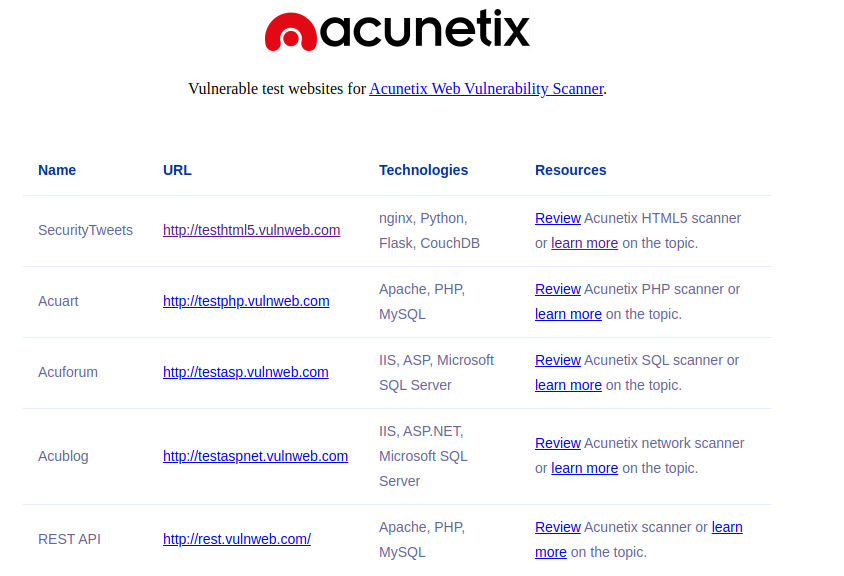 acunetix
Vulnerable test websites for Acunetix Web Vulnerability Scanner.
Name URL Technologies Resources
SecurityTweets http://testhtml5.vulnweb.com nginx, Python, Review Acunetix HTML5 scanner
Flask, CouchDB or learn more on the topic.
Acuart http://testphp.vulnweb.com Apache, PHP, Review Acunetix PHP scanner or
MySQL learn more on the topic.
Acuforum http://testasp.vulnweb.com IIS, ASP, Microsoft Review Acunetix SQL scanner or
SQL Server learn more on the topic.
Acublog http://testaspnet.vulnweb.com IIS, ASP.NET, Review Acunetix network scanner
Microsoft SQL or learn more on the topic.
Server
REST API http://rest.vulnweb.com/ Apache, PHP, Review Acunetix scanner or learn
MySQL more on the topic.